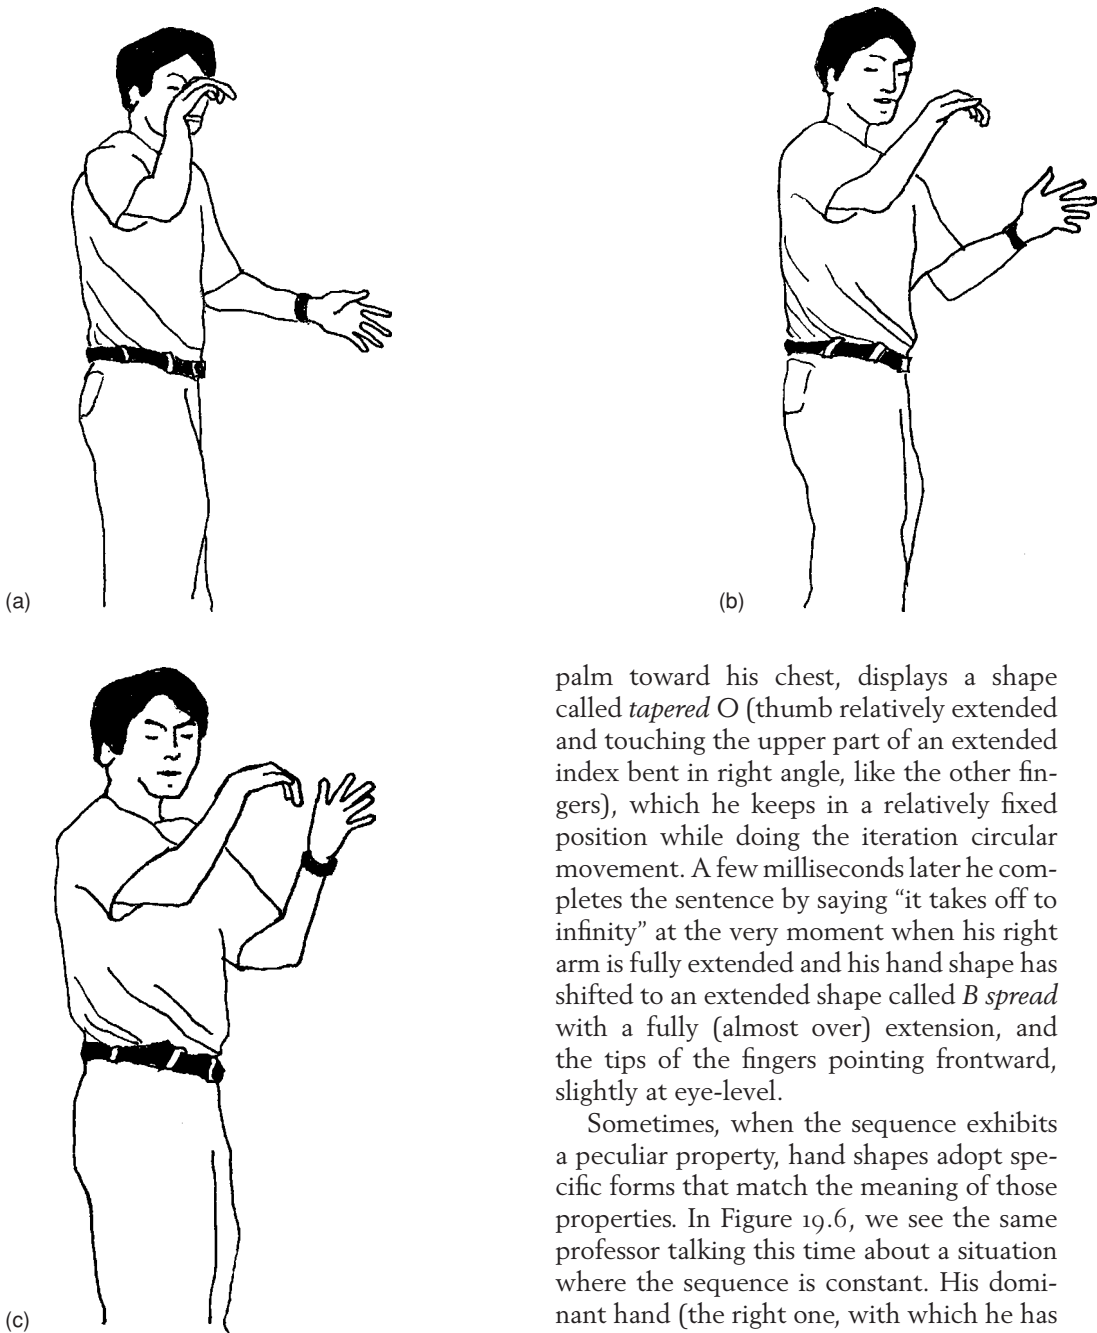 (a)
(b)
(c)
palm toward his chest, displays a shape
called tapered O (thumb relatively extended
and touching the upper part of an extended
index bent in right angle, like the other fin-
gers), which he keeps in a relatively fixed
position while doing the iteration circular
movement. A few milliseconds later he com-
pletes the sentence by saying “it takes off to
infinity” at the very moment when his right
arm is fully extended and his hand shape has
shifted to an extended shape called B spread
with a fully (almost over) extension, and
the tips of the fingers pointing frontward,
slightly at eye-level.
Sometimes, when the sequence exhibits
a peculiar property, hand shapes adopt spe-
cific forms that match the meaning of those
properties. In Figure 19.6, we see the same
professor talking this time about a situation
where the sequence is constant. His domi-
nant hand (the right one, with which he has